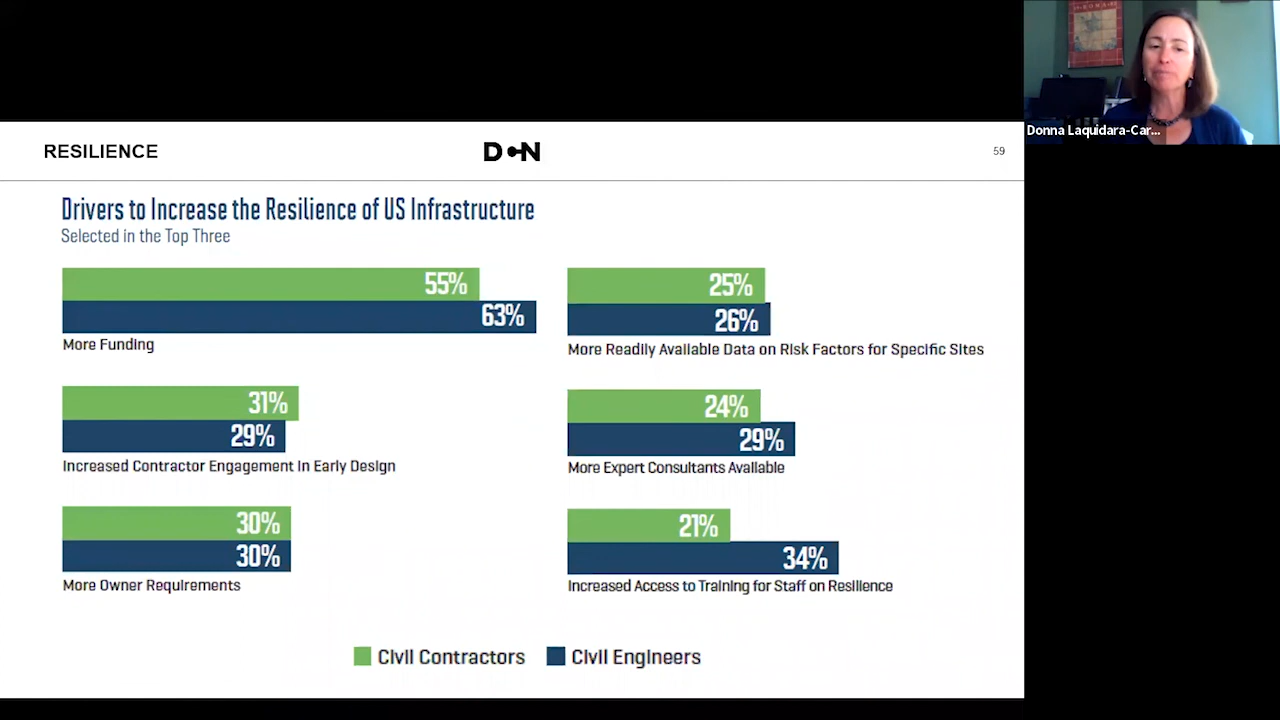 Donna Laquidara-Car...
RESILIENCE
D•N
59
Drivers to Increase the Resilience of US Infrastructure
Selected in the Top Three
55%
63%
More Funding
31%
29%
Increased Contractor Engagement in Early Design
30%
30%
More Owner Requirements
25%
26%
More Readily Available Data on Risk Factors for Specific Sites
24%
29%
More Expert Consultants Available
21%
34%
Increased Access to Training for Staff on Resilience
Civil Contractors
Civil Engineers